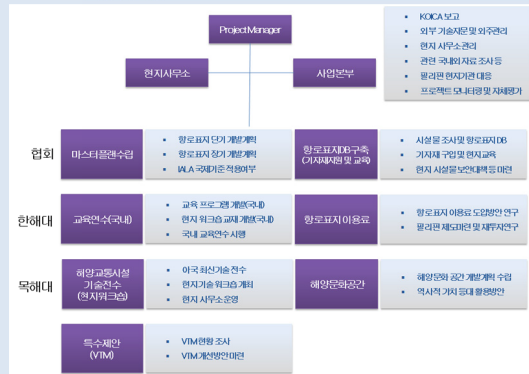 Project Manager
현지사무소
사업본부
• KOICA 보고
• 외부 기술자문 및 외주관리
• 현지 사무소관리
• 관련 국내외 자료 조사 등
• 필리핀 현지기관 대응
• 프로젝트 모니터링 및 자체평가
협회
마스터플랜수립
• 항로표지 단기 개발계획
• 항로표지 장기 개발계획
• IALA 국제기준 적용여부
항로표지DB구축
(기자재지원 및 교육)
• 시설물 조사 및 항로표지 DB
• 기자재 구입 및 현지교육
• 현지 시설물 보안대책 등 마련
한해대
교육연수(국내)
• 교육 프로그램 개발(국내)
• 현지 워크숍 교재 개발(국내)
• 국내 교육연수 시행
항로표지 이용료
• 항로표지 이용료 도입방안 연구
• 필리핀 제도마련 및 재투자연구
목해대
해양교통시설
기술전수
(현지워크숍)
• 아국 최신기술 전수
• 현지기술 워크숍 개최
• 현지 사무소 운영
해양문화공간
• 해양문화 공간 개발계획 수립
• 역사적 가치 등대 활용방안
특수제안
(VTM)
• VTM 현황 조사
• VTM 개선방안 마련